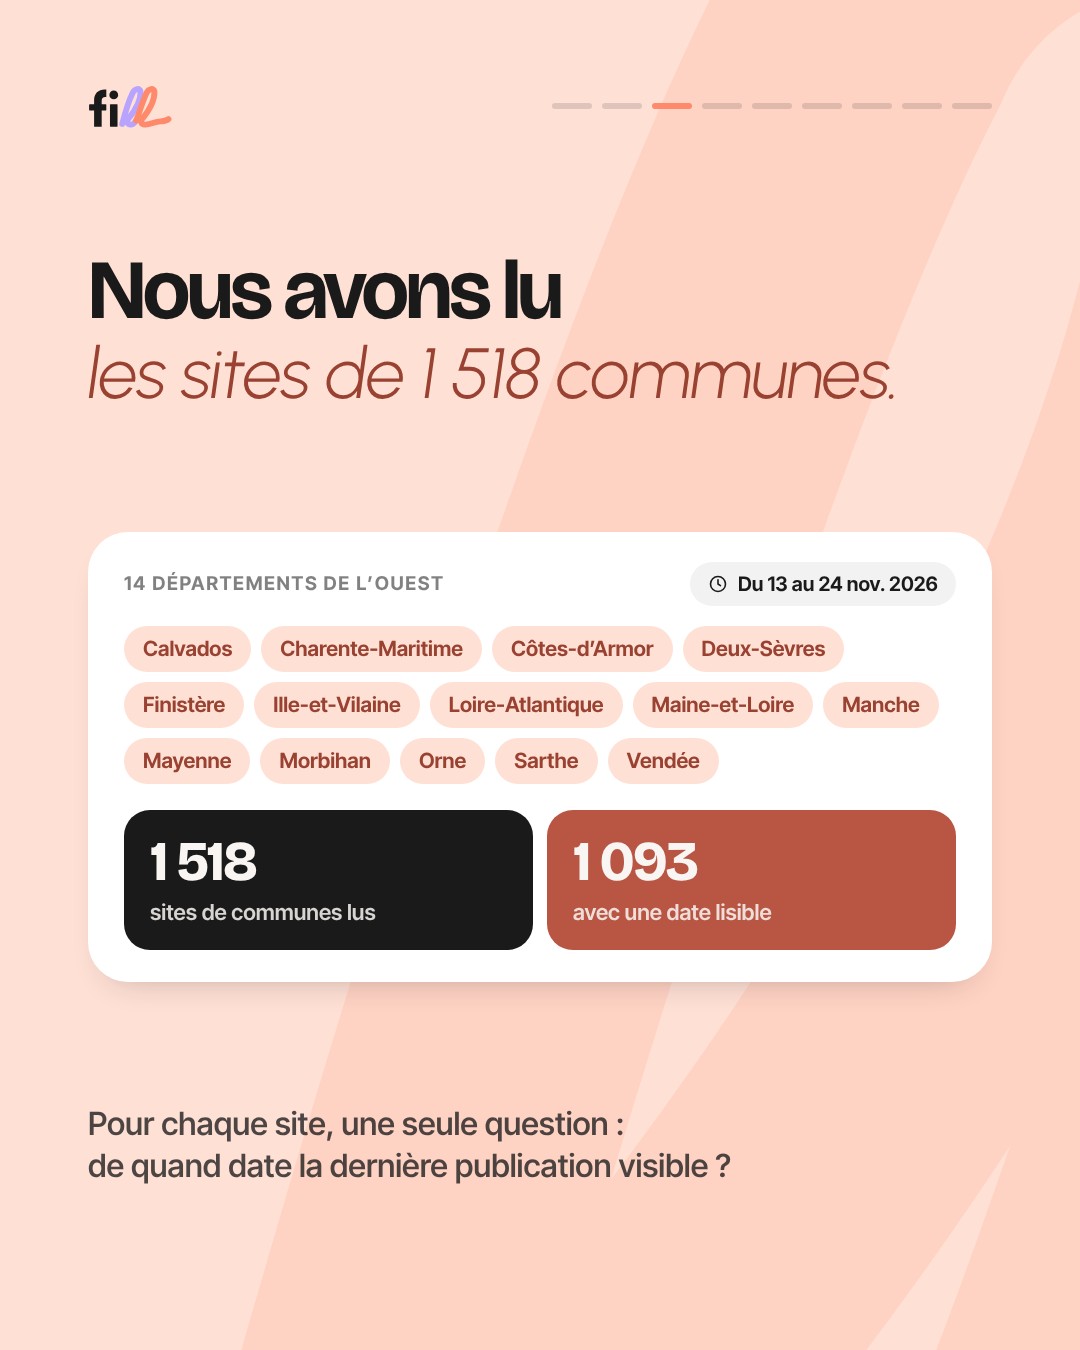 fill
Nous avons lu
les sites de 1 518 communes.
14 DÉPARTEMENTS DE L’OUEST
Du 13 au 24 nov. 2026
Calvados
Charente-Maritime
Côtes-d’Armor
Deux-Sèvres
Finistère
Ille-et-Vilaine
Loire-Atlantique
Maine-et-Loire
Manche
Mayenne
Morbihan
Orne
Sarthe
Vendée
1 518
sites de communes lus
1 093
avec une date lisible
Pour chaque site, une seule question :
de quand date la dernière publication visible ?